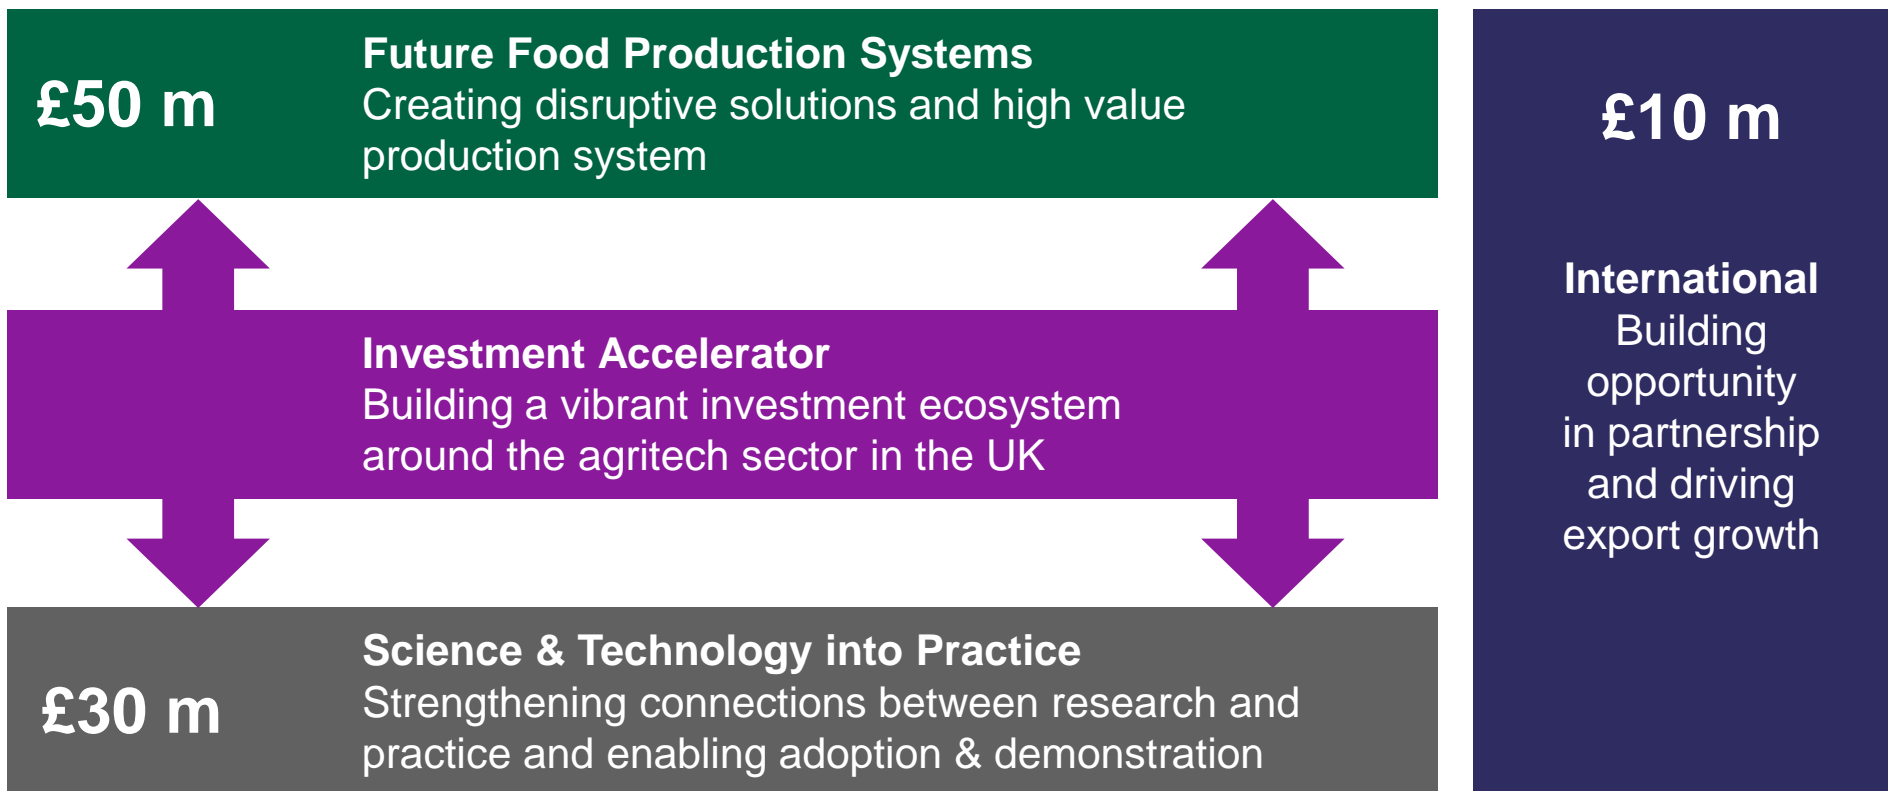 £50 m
Future Food Production Systems
Creating disruptive solutions and high value
production system
Investment Accelerator
Building a vibrant investment ecosystem
around the agritech sector in the UK
£30 m
Science & Technology into Practice
Strengthening connections between research and
practice and enabling adoption & demonstration
£10 m
International
Building
opportunity
in partnership
and driving
export growth